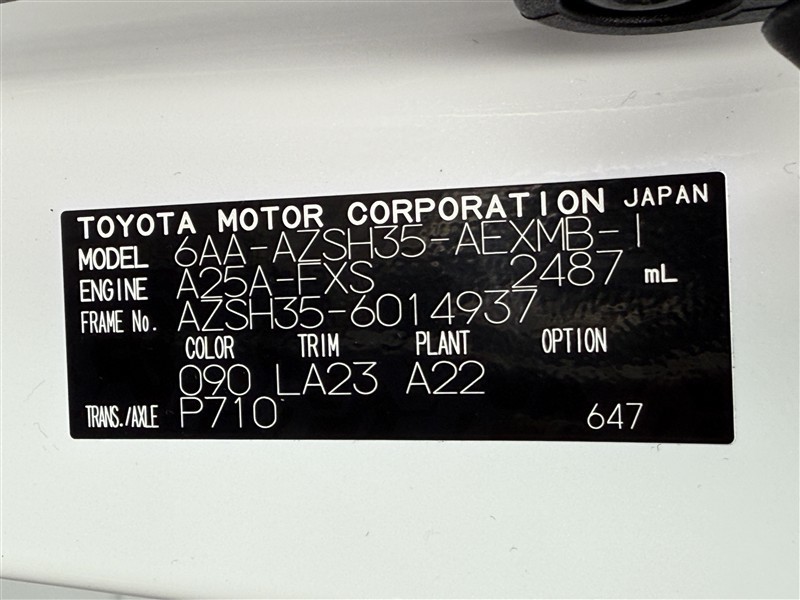 TOYOTA MOTOR CORPORATION JAPAN
MODEL 6AA-AZSH35-AEXMB-I
ENGINE A25A-FXS 2487 mL
FRAME No. AZSH35-6014937
COLOR TRIM PLANT OPTION
090 LA23 A22
TRANS./AXLE P710 647